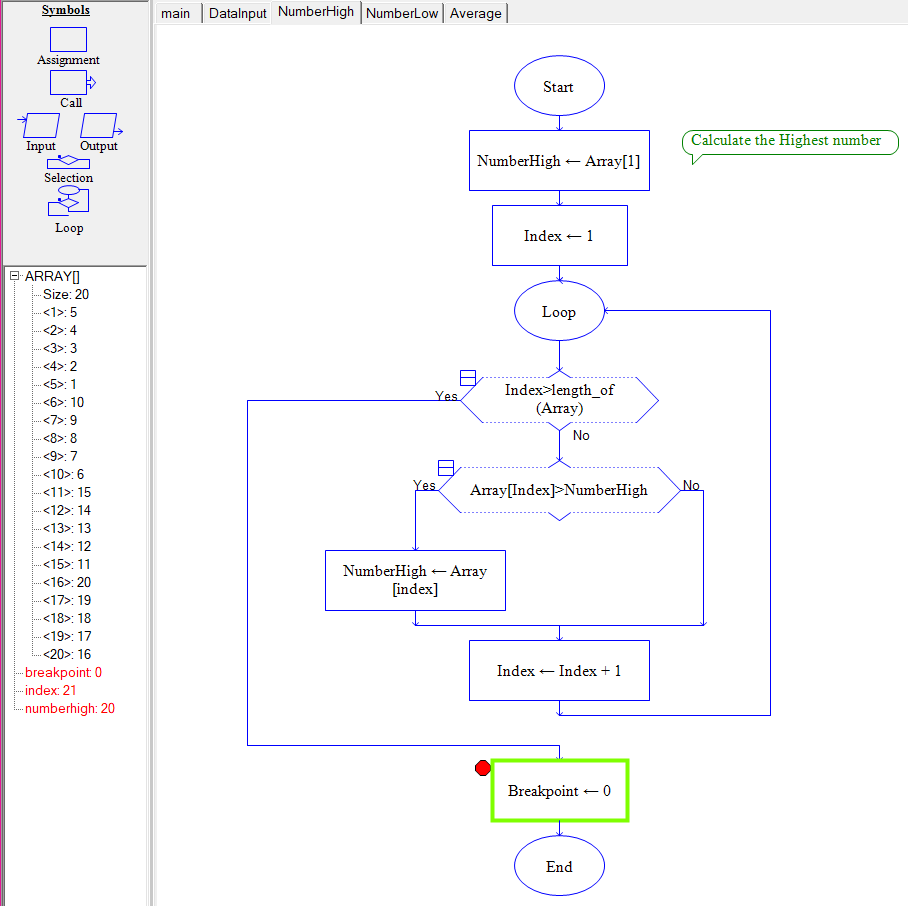 Symbols
Assignment
Call
Input
Output
Selection
Loop
ARRAY[]
Size: 20
<1>: 5
<2>: 4
<3>: 3
<4>: 2
<5>: 1
<6>: 10
<7>: 9
<8>: 8
<9>: 7
<10>: 6
<11>: 15
<12>: 14
<13>: 13
<14>: 12
<15>: 11
<16>: 20
<17>: 19
<18>: 18
<19>: 17
<20>: 16
breakpoint: 0
index: 21
numberhigh: 20
main
DataInput
NumberHigh
NumberLow
Average
Start
Calculate the Highest number
NumberHigh ← Array[1]
Index ← 1
Loop
Index>length_of
(Array)
Yes
No
Array[Index]>NumberHigh
Yes
No
NumberHigh ← Array
[index]
Index ← Index + 1
Breakpoint ← 0
End